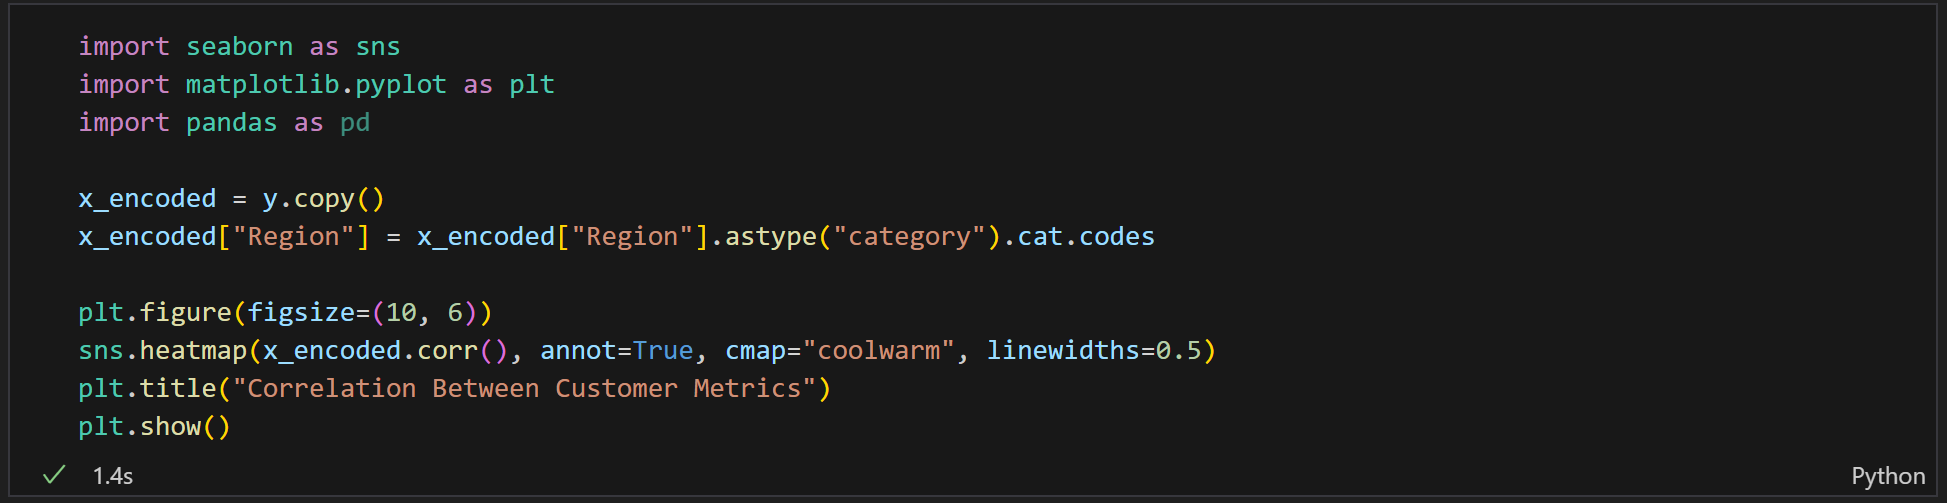 import seaborn as sns
import matplotlib.pyplot as plt
import pandas as pd
x_encoded = y.copy()
x_encoded["Region"] = x_encoded["Region"].astype("category").cat.codes
plt.figure(figsize=(10, 6))
sns.heatmap(x_encoded.corr(), annot=True, cmap="coolwarm", linewidths=0.5)
plt.title("Correlation Between Customer Metrics")
plt.show()
1.4s
Python